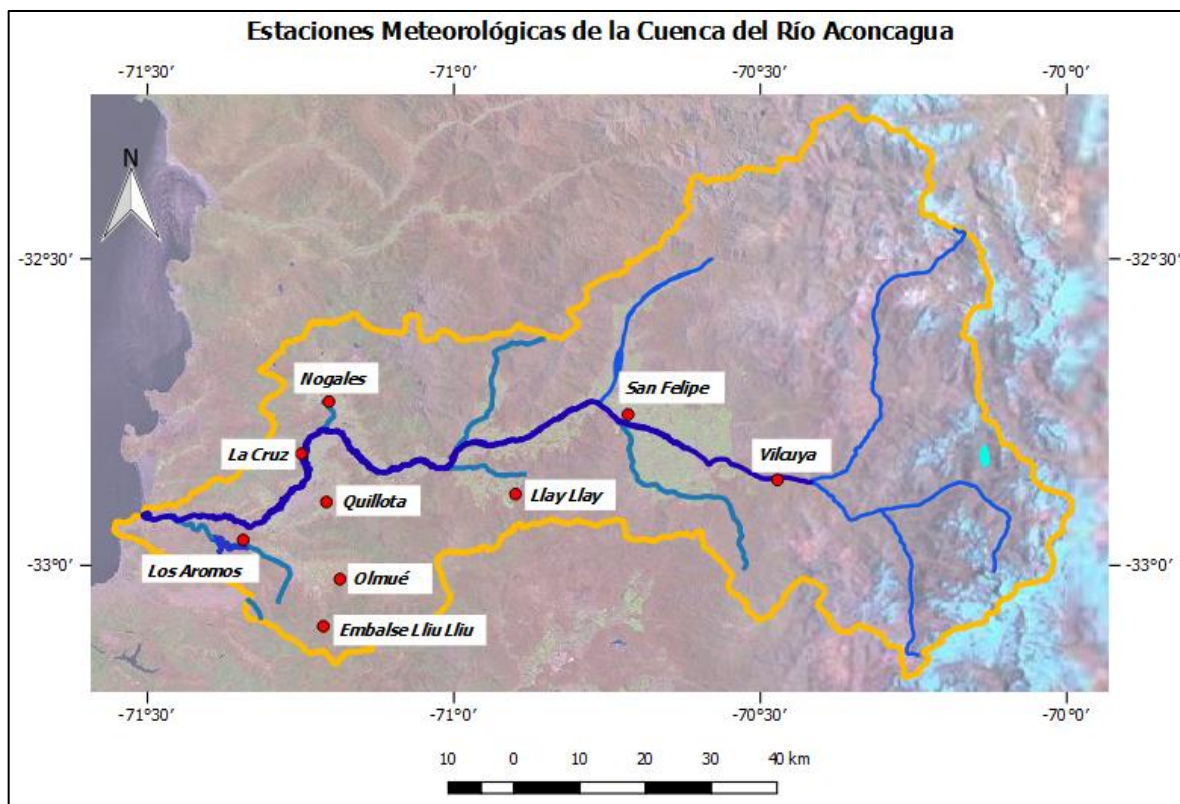 Estaciones Meteorológicas de la Cuenca del Río Aconcagua
-71°30’ -71°0’ -70°30’ -70°0’
N
-32°30’ -32°30’
Nogales
San Felipe
La Cruz
Vilcuya
Quillota
Llay Llay
Los Aromos
-33°0’ -33°0’
Olmué
Embalse Lliu Lliu
-71°30’ -71°0’ -70°30’ -70°0’
10 0 10 20 30 40 km